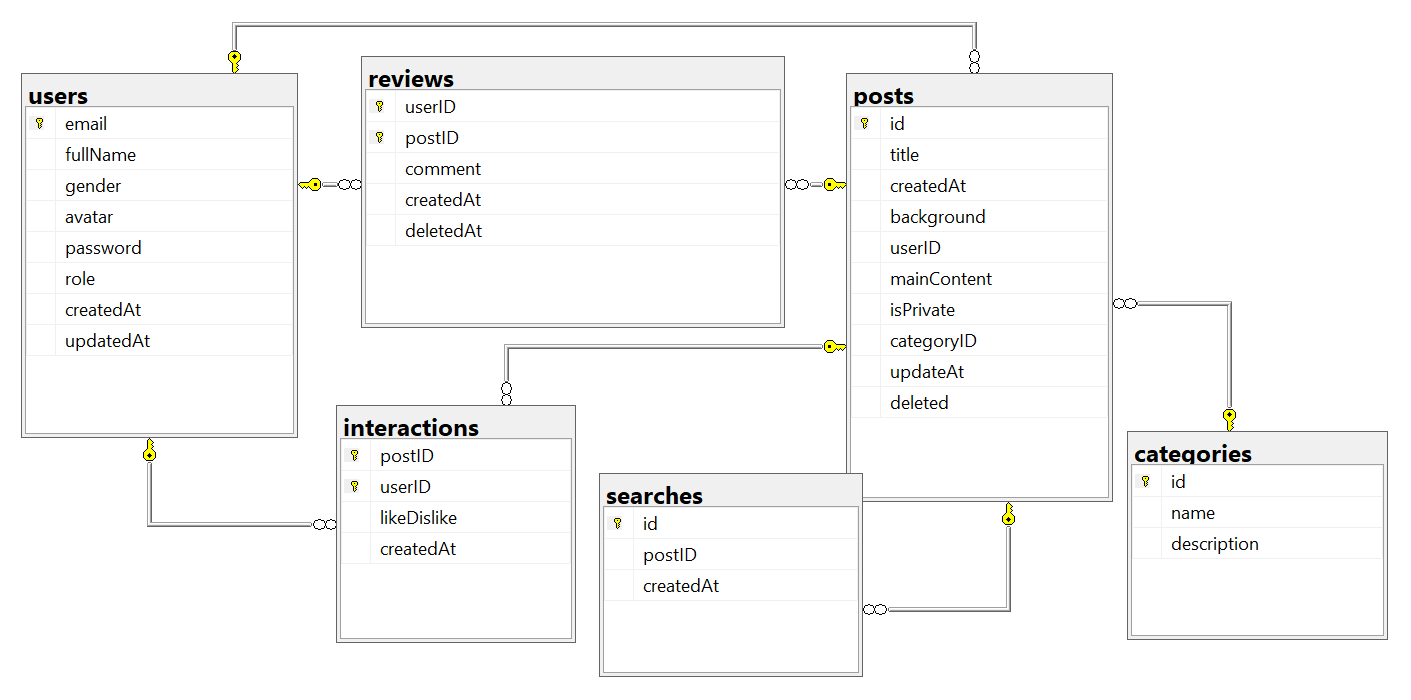 users
email
fullName
gender
avatar
password
role
createdAt
updatedAt
reviews
userID
postID
comment
createdAt
deletedAt
posts
id
title
createdAt
background
userID
mainContent
isPrivate
categoryID
updateAt
deleted
interactions
postID
userID
likeDislike
createdAt
searches
id
postID
createdAt
categories
id
name
description